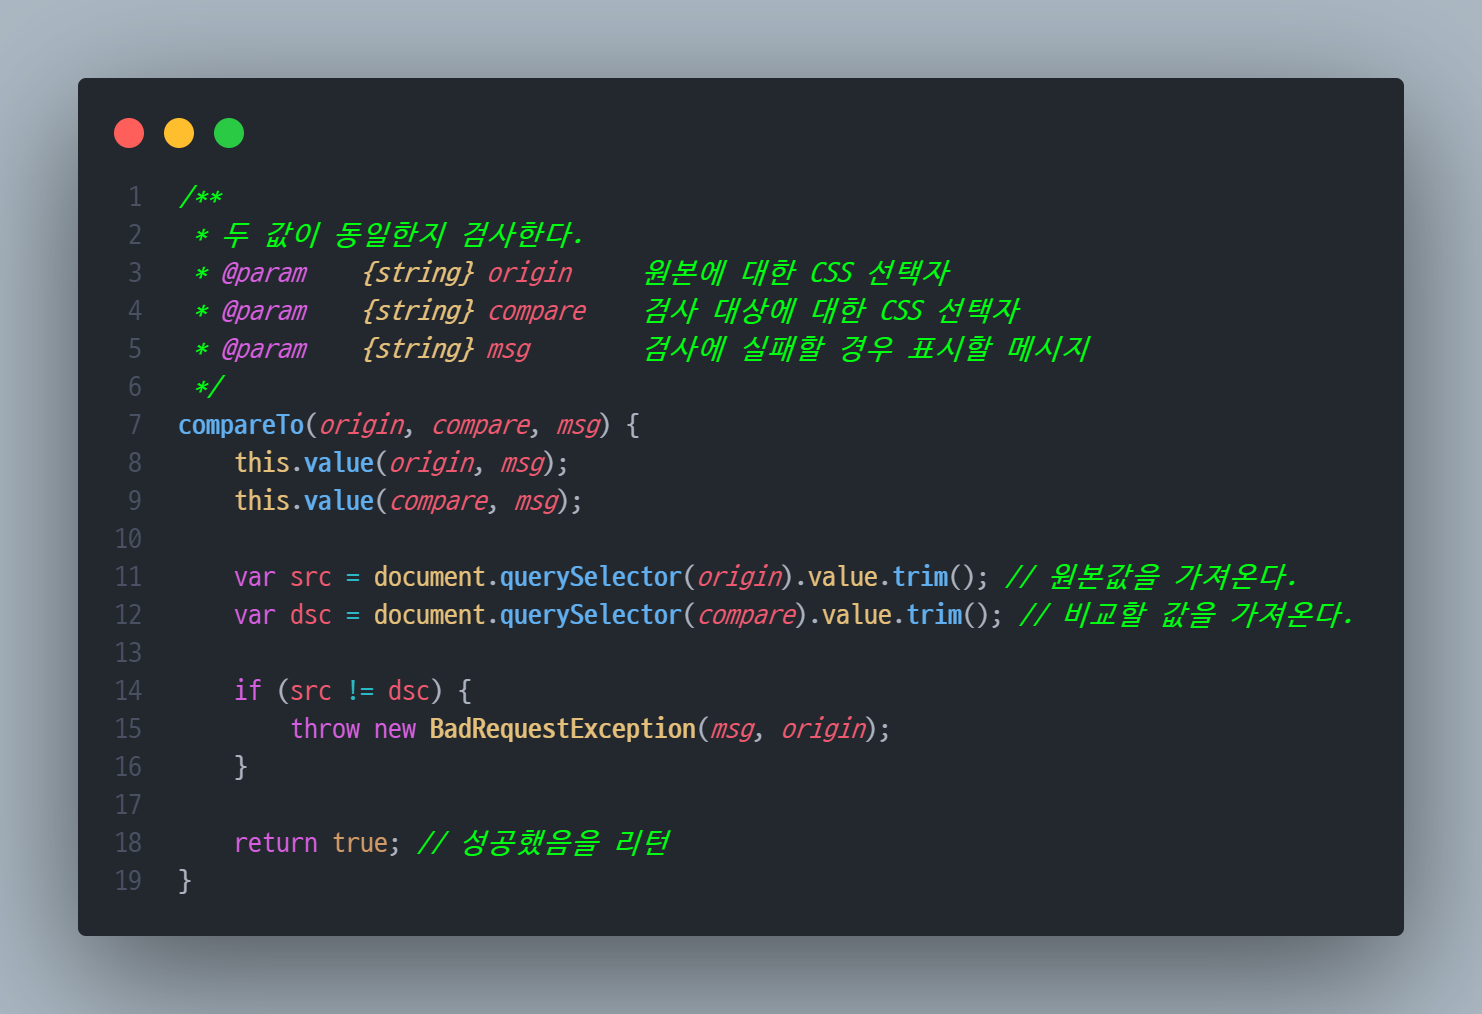 1 /**
2  * 두 값이 동일한지 검사한다.
3  * @param    {string} origin     원본에 대한 CSS 선택자
4  * @param    {string} compare    검사 대상에 대한 CSS 선택자
5  * @param    {string} msg        검사에 실패할 경우 표시할 메시지
6  */
7 compareTo(origin, compare, msg) {
8     this.value(origin, msg);
9     this.value(compare, msg);
10
11     var src = document.querySelector(origin).value.trim(); // 원본값을 가져온다.
12     var dsc = document.querySelector(compare).value.trim(); // 비교할 값을 가져온다.
13
14     if (src != dsc) {
15         throw new BadRequestException(msg, origin);
16     }
17
18     return true; // 성공했음을 리턴
19 }